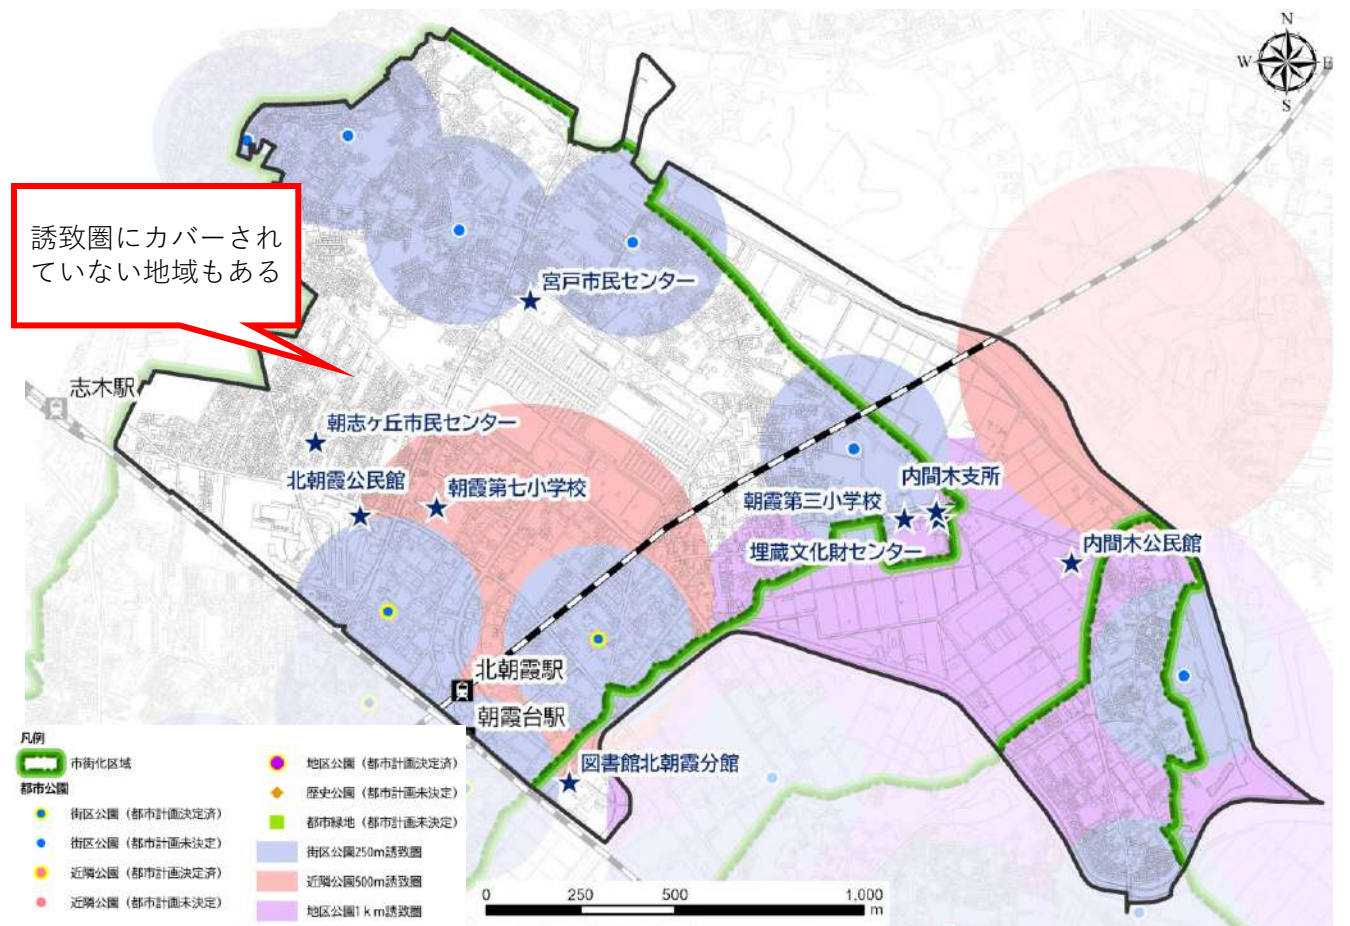 N
W
E
S
誘致圏にカバーされ
ていない地域もある
宮戸市民センター
志木駅
朝志ヶ丘市民センター
北朝霞公民館
朝霞第七小学校
内間木支所
朝霞第三小学校
埋蔵文化財センター
内間木公民館
北朝霞駅
朝霞台駅
図書館北朝霞分館
凡例
市街化区域
都市公園
街区公園（都市計画決定済）
街区公園（都市計画未決定）
近隣公園（都市計画決定済）
近隣公園（都市計画未決定）
地区公園（都市計画決定済）
歴史公園（都市計画未決定）
都市緑地（都市計画未決定）
街区公園250m誘致圏
近隣公園500m誘致圏
地区公園1ｋm誘致圏
0 250 500 1,000
m